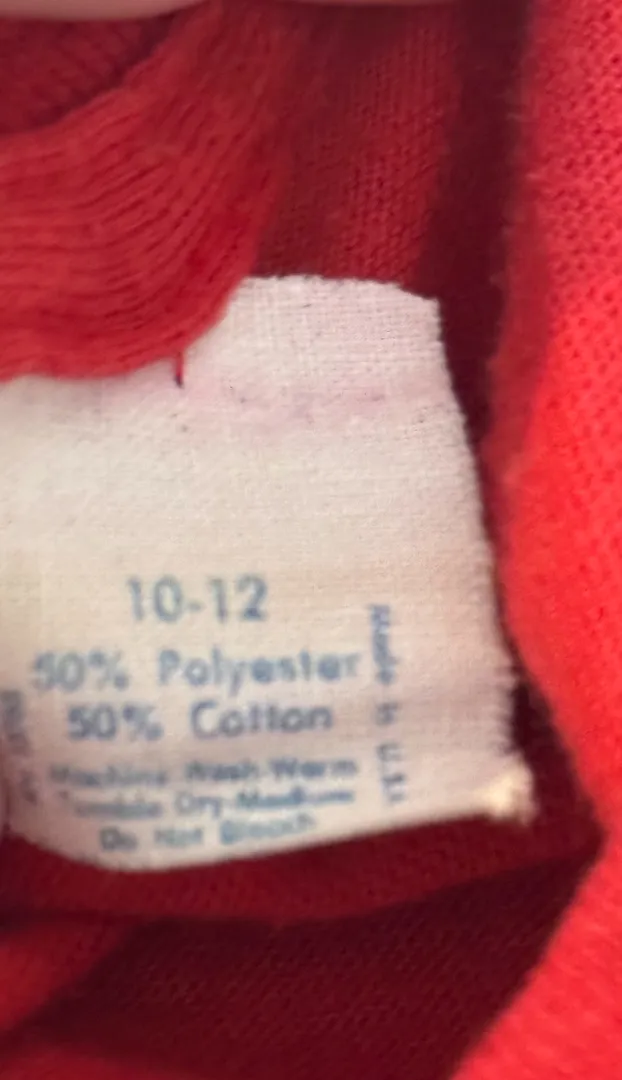 10-12
50% Polyester
50% Cotton
Machine Wash Warm
Tumble Dry-Medium
Do Not Bleach
Made in U.S.